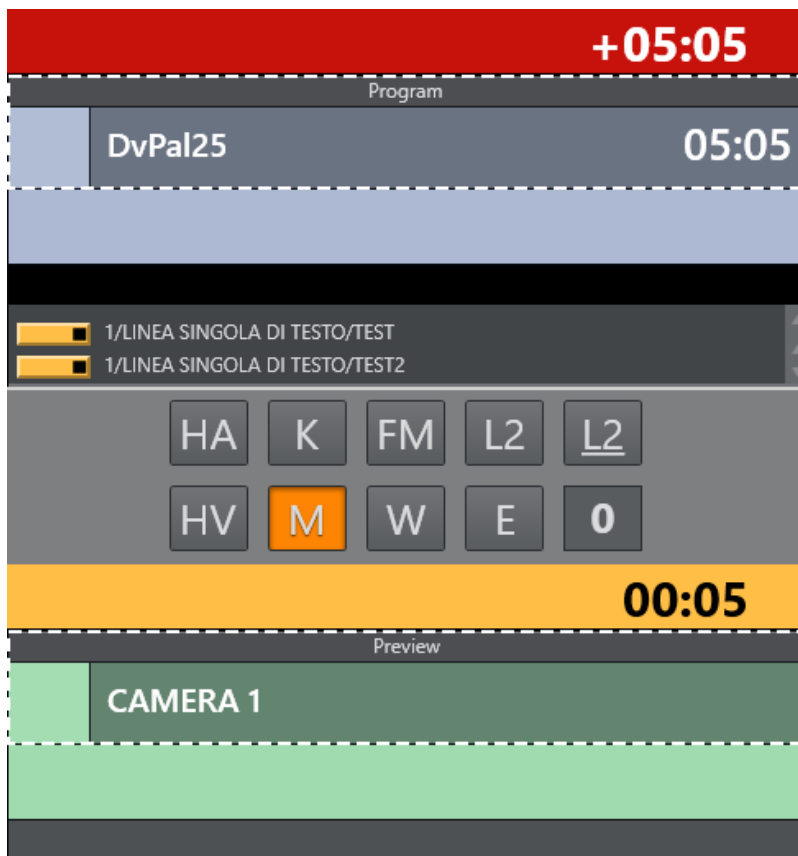 +05:05
Program
DvPal25 05:05
1/LINEA SINGOLA DI TESTO/TEST
1/LINEA SINGOLA DI TESTO/TEST2
HA K FM L2 L2
HV M W E 0
00:05
Preview
CAMERA 1